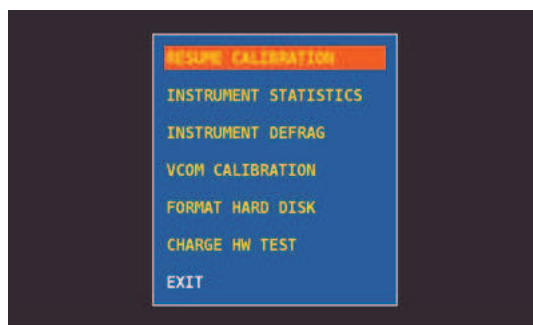 RESUME CALIBRATION
INSTRUMENT STATISTICS
INSTRUMENT DEFRAG
VCOM CALIBRATION
FORMAT HARD DISK
CHARGE HW TEST
EXIT